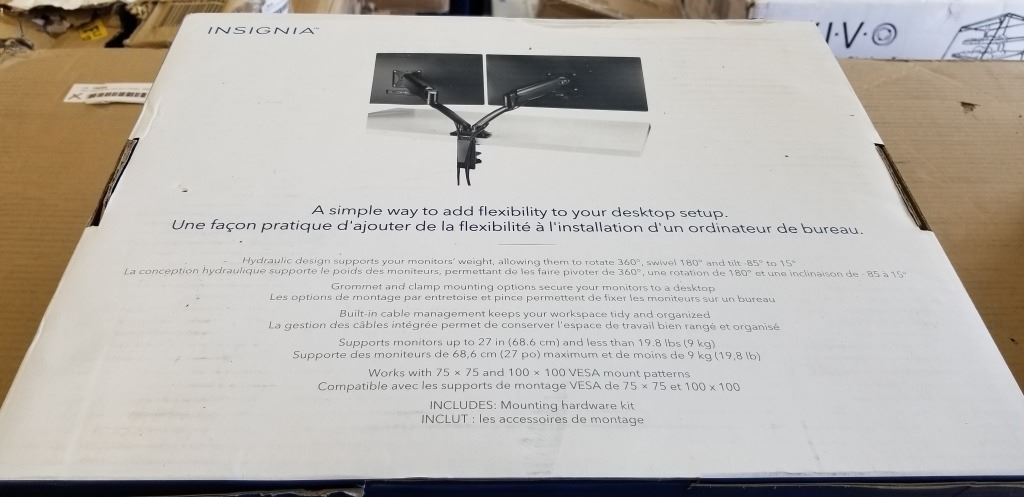 INSIGNIA™
I·V·O
A simple way to add flexibility to your desktop setup.
Une façon pratique d'ajouter de la flexibilité à l'installation d'un ordinateur de bureau.
Hydraulic design supports your monitors' weight, allowing them to rotate 360°, swivel 180° and tilt -85° to 15°
La conception hydraulique supporte le poids des moniteurs, permettant de les faire pivoter de 360°, une rotation de 180° et une inclinaison de - 85 à 15°
Grommet and clamp mounting options secure your monitors to a desktop
Les options de montage par entretoise et pince permettent de fixer les moniteurs sur un bureau
Built-in cable management keeps your workspace tidy and organized
La gestion des câbles intégrée permet de conserver l'espace de travail bien rangé et organisé
Supports monitors up to 27 in (68.6 cm) and less than 19.8 lbs (9 kg)
Supporte des moniteurs de 68,6 cm (27 po) maximum et de moins de 9 kg (19,8 lb)
Works with 75 × 75 and 100 × 100 VESA mount patterns
Compatible avec les supports de montage VESA de 75 × 75 et 100 x 100
INCLUDES: Mounting hardware kit
INCLUT : les accessoires de montage